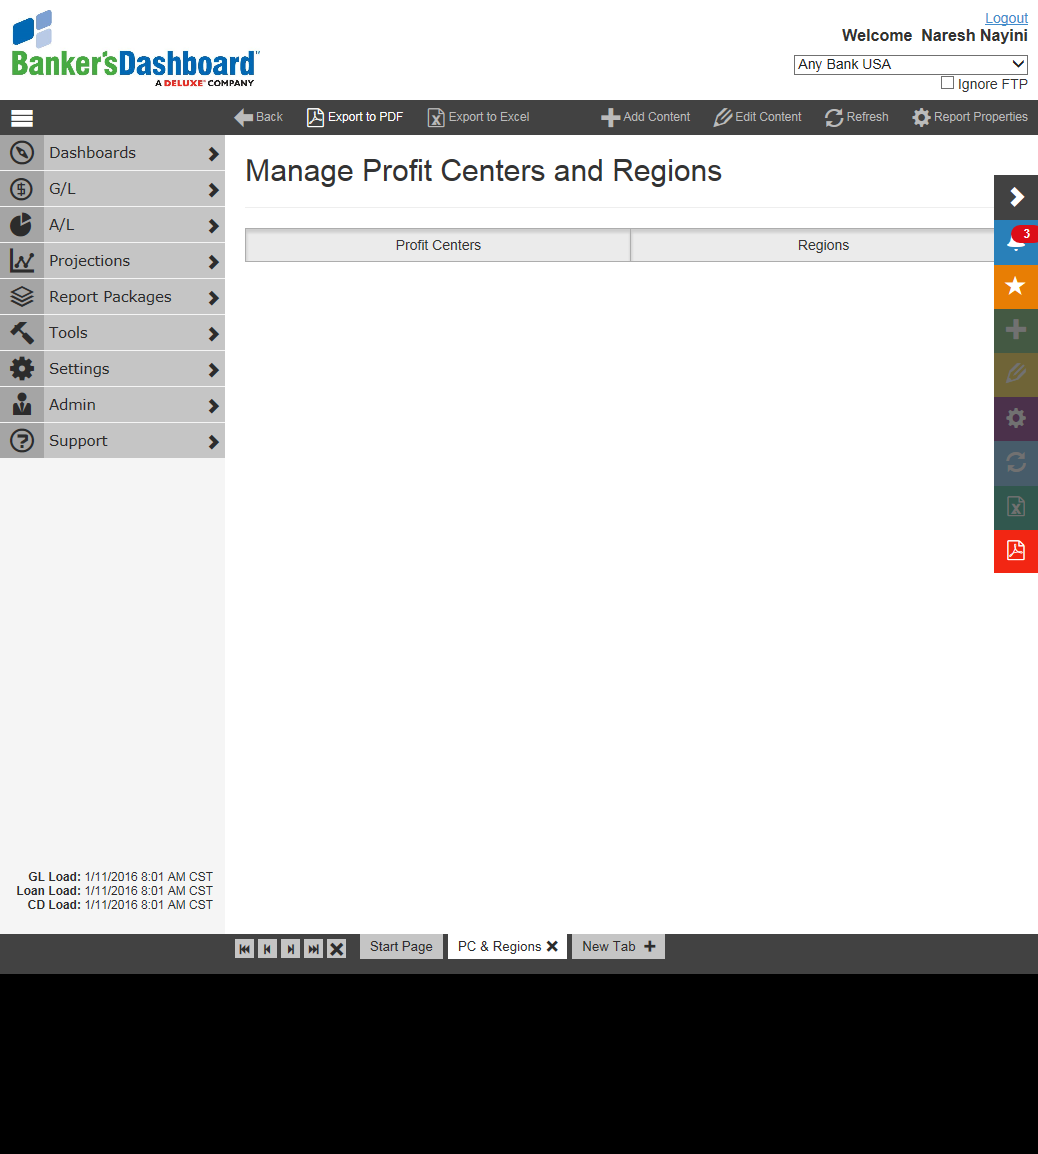 Logout
Welcome Naresh Nayini
Banker'sDashboard
A DELUXE COMPANY
Any Bank USA
Ignore FTP
Back Export to PDF Export to Excel Add Content Edit Content Refresh Report Properties
Dashboards
G/L
A/L
Projections
Report Packages
Tools
Settings
Admin
Support
Manage Profit Centers and Regions
Profit Centers Regions
3
GL Load: 1/11/2016 8:01 AM CST
Loan Load: 1/11/2016 8:01 AM CST
CD Load: 1/11/2016 8:01 AM CST
Start Page PC & Regions New Tab